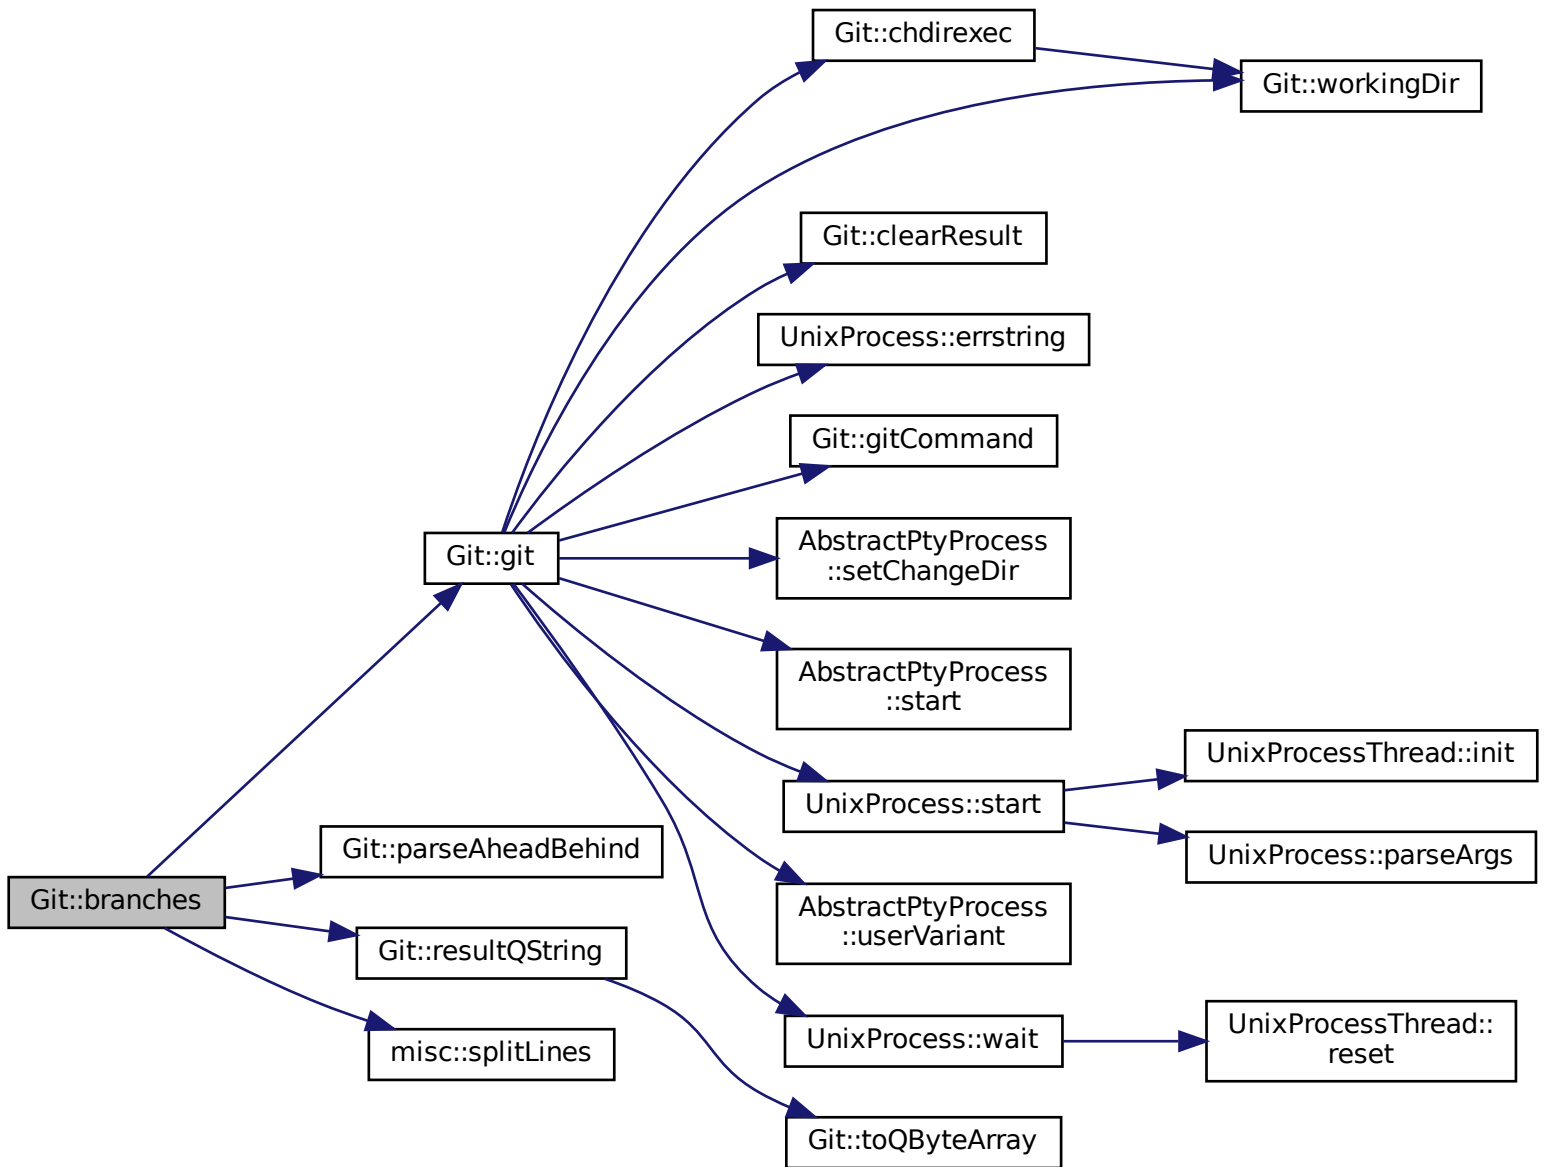 Git::chdirexec
Git::workingDir
Git::clearResult
UnixProcess::errstring
Git::gitCommand
AbstractPtyProcess
::setChangeDir
Git::git
AbstractPtyProcess
::start
UnixProcessThread::init
UnixProcess::start
UnixProcess::parseArgs
Git::parseAheadBehind
Git::branches
AbstractPtyProcess
::userVariant
Git::resultQString
UnixProcessThread::
reset
UnixProcess::wait
misc::splitLines
Git::toQByteArray